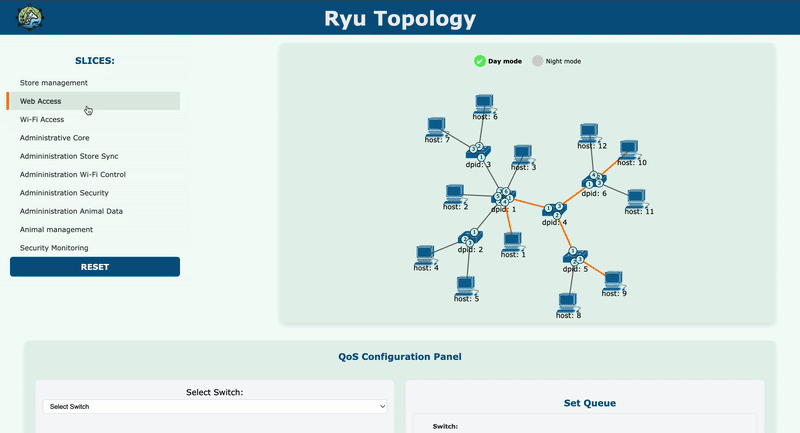 Ryu Topology
SLICES:
Store management
Web Access
Wi-Fi Access
Administrative Core
Admininistration Store Sync
Admininistration Wi-Fi Control
Admininistration Security
Admininistration Animal Data
Animal management
Security Monitoring
RESET
Day mode
Night mode
host: 6
host: 7
dpid: 3
host: 3
host: 12
host: 10
dpid: 6
host: 2
dpid: 1
host: 11
dpid: 4
dpid: 2
host: 1
host: 4
dpid: 5
host: 5
host: 9
host: 8
QoS Configuration Panel
Select Switch:
Select Switch
Set Queue
Switch: